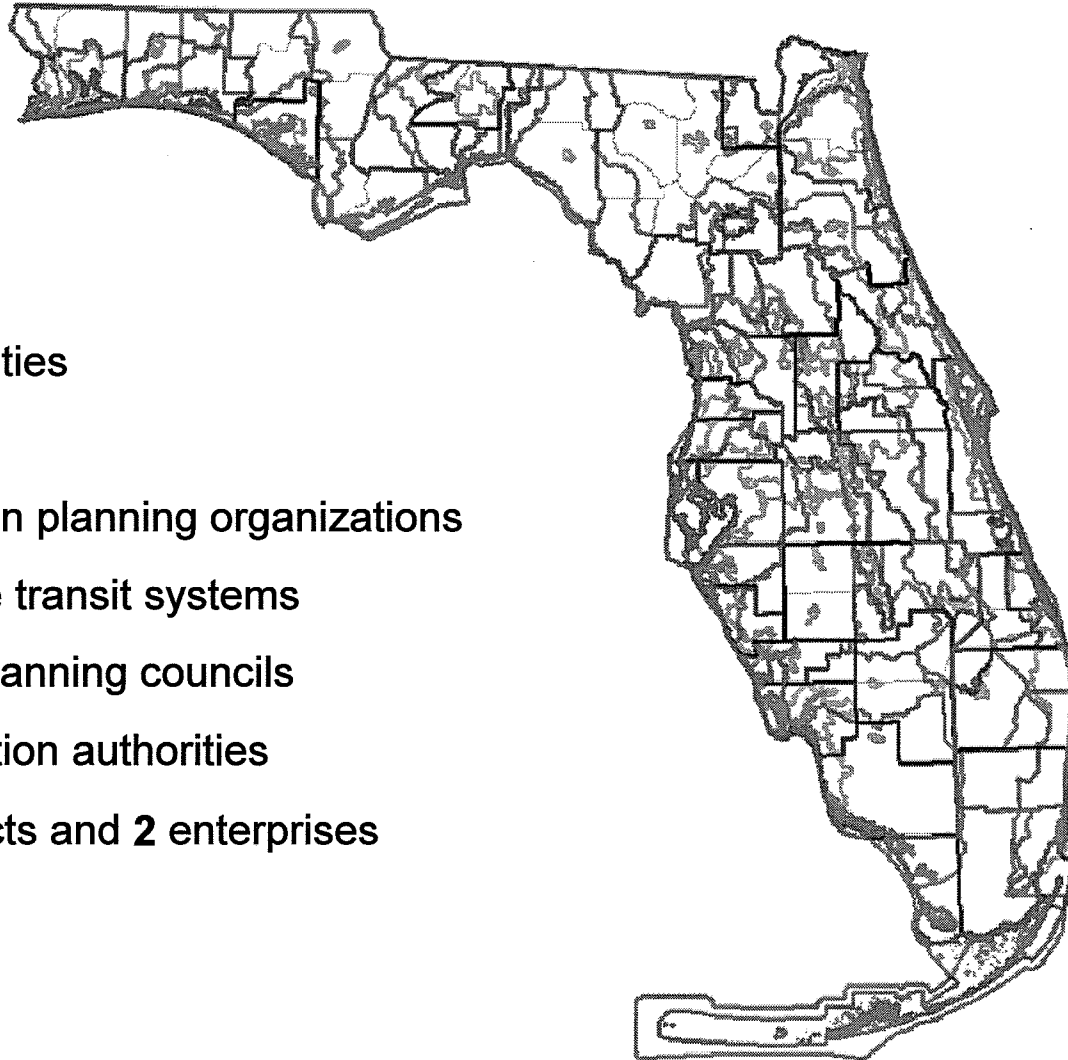 ties
n planning organizations
transit systems
anning councils
tion authorities
cts and 2 enterprises